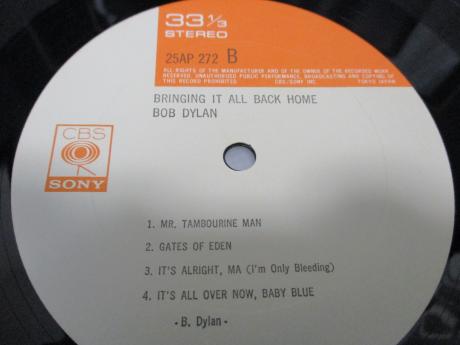 33 1/3
STEREO
25AP 272 B
ALL RIGHTS OF THE MANUFACTURER AND OF THE OWNER OF THE RECORDED WORK
RESERVED. UNAUTHORIZED PUBLIC PERFORMANCE, BROADCASTING AND COPYING OF
THIS RECORD PROHIBITED CBS/SONY INC. TOKYO JAPAN
BRINGING IT ALL BACK HOME
BOB DYLAN
CBS
SONY
1. MR. TAMBOURINE MAN
2. GATES OF EDEN
3. IT'S ALRIGHT, MA (I'm Only Bleeding)
4. IT'S ALL OVER NOW, BABY BLUE
- B. Dylan -